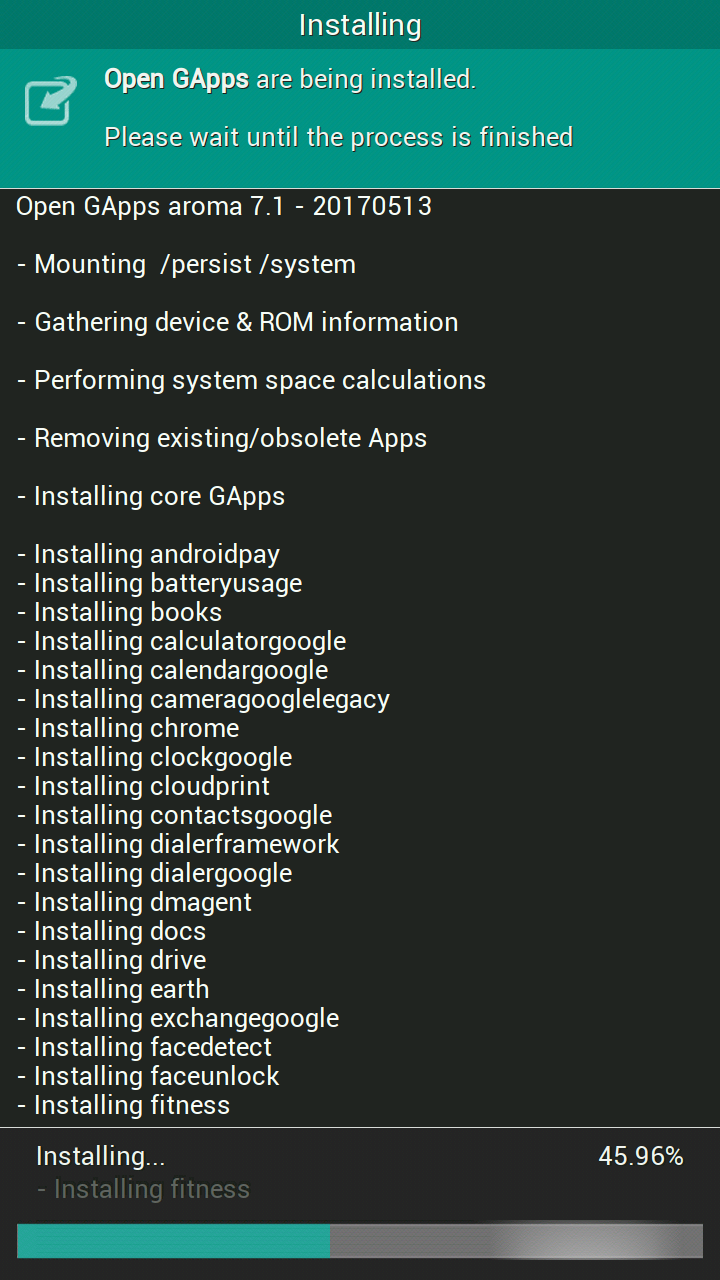 Installing
Open GApps are being installed.
Please wait until the process is finished
Open GApps aroma 7.1 - 20170513
- Mounting  /persist /system
- Gathering device & ROM information
- Performing system space calculations
- Removing existing/obsolete Apps
- Installing core GApps
- Installing androidpay
- Installing batteryusage
- Installing books
- Installing calculatorgoogle
- Installing calendargoogle
- Installing cameragooglelegacy
- Installing chrome
- Installing clockgoogle
- Installing cloudprint
- Installing contactsgoogle
- Installing dialerframework
- Installing dialergoogle
- Installing dmagent
- Installing docs
- Installing drive
- Installing earth
- Installing exchangegoogle
- Installing facedetect
- Installing faceunlock
- Installing fitness
Installing... 45.96%
- Installing fitness